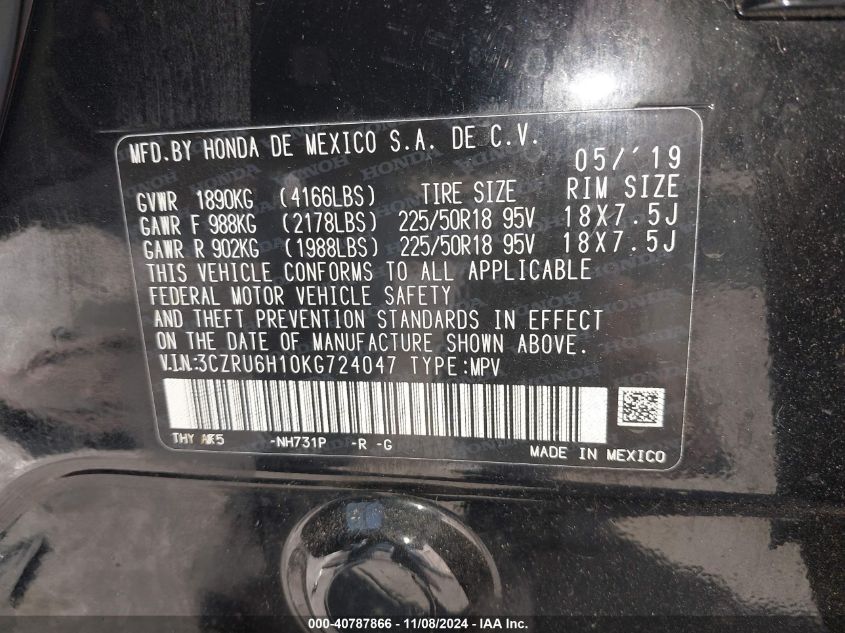 MFD.BY HONDA DE MEXICO S.A. DE C.V. 05/'19
GVWR 1890KG (4166LBS) TIRE SIZE RIM SIZE
GAWR F 988KG (2178LBS) 225/50R18 95V 18X7.5J
GAWR R 902KG (1988LBS) 225/50R18 95V 18X7.5J
THIS VEHICLE CONFORMS TO ALL APPLICABLE
FEDERAL MOTOR VEHICLE SAFETY
AND THEFT PREVENTION STANDARDS IN EFFECT
ON THE DATE OF MANUFACTURE SHOWN ABOVE.
V.I.N:3CZRU6H10KG724047 TYPE:MPV
THY -NH731P -R -G
MADE IN MEXICO
000-40787866 - 11/08/2024 - IAA Inc.